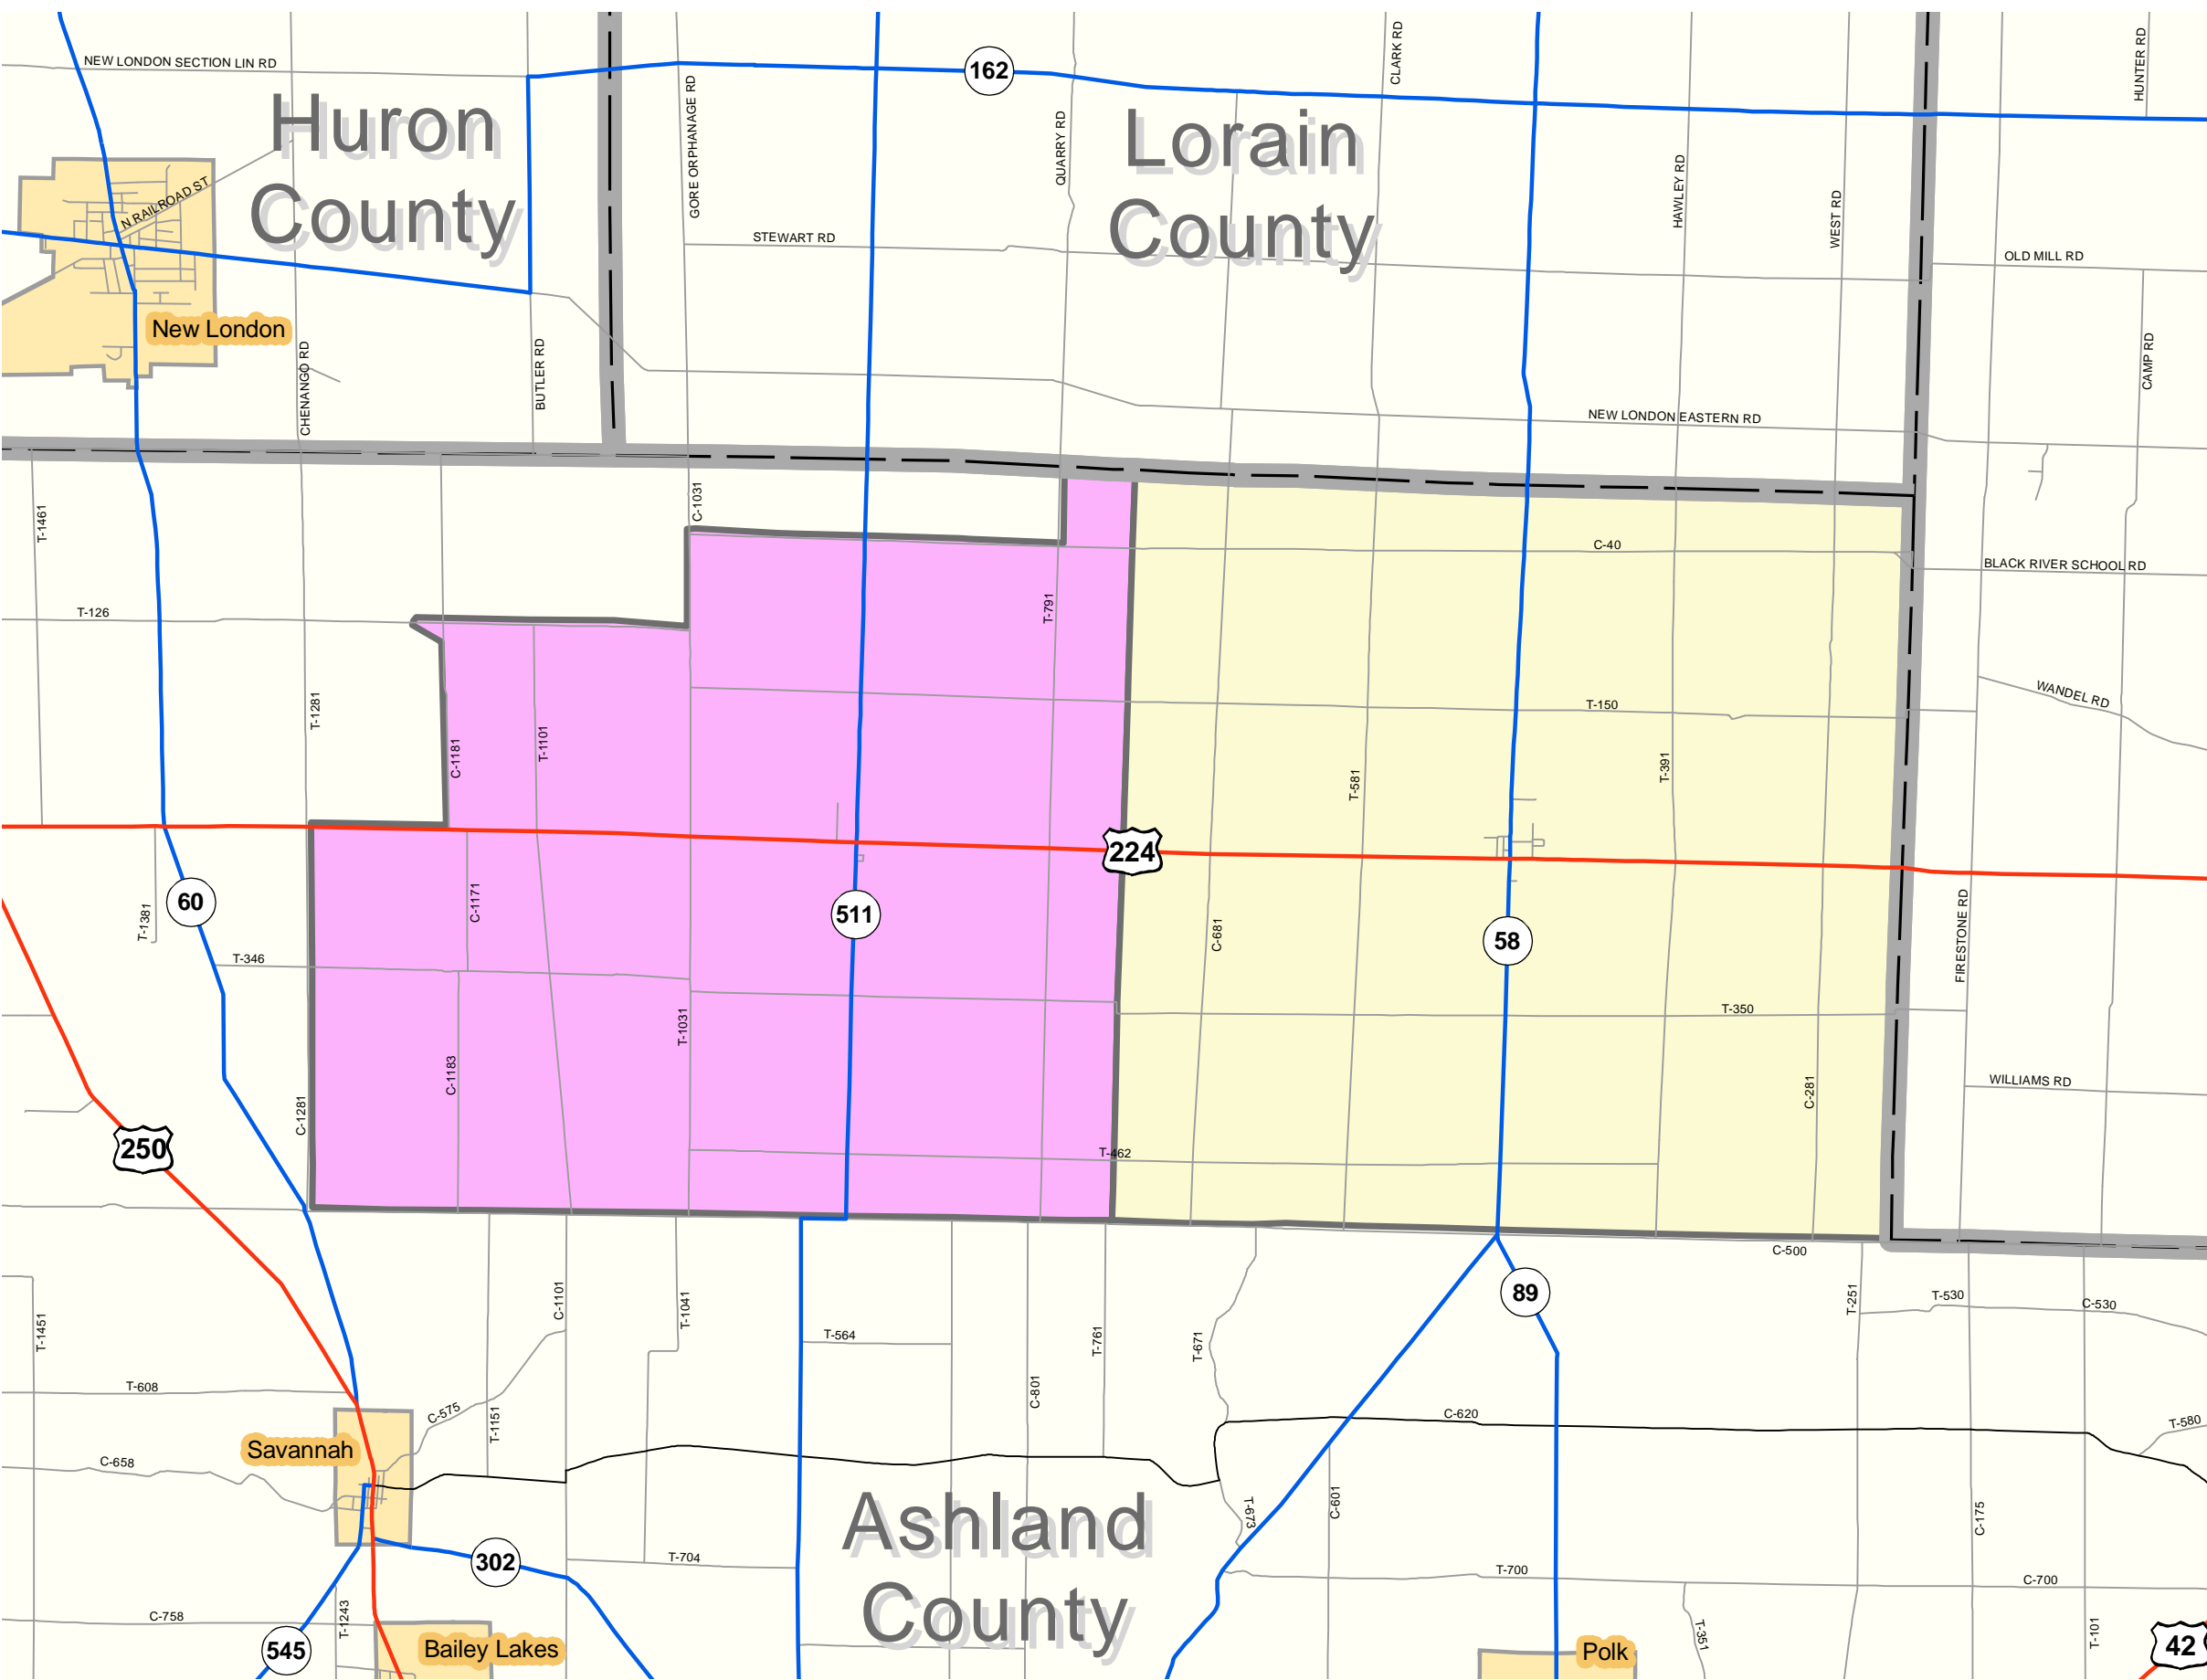 NEW LONDON SECTION LIN RD
162
CLARK RD
HUNTER RD
Huron
County
Lorain
County
GORE ORPHANAGE RD
QUARRY RD
HAWLEY RD
WEST RD
N RAILROAD ST
STEWART RD
OLD MILL RD
New London
CHENANGO RD
BUTLER RD
CAMP RD
NEW LONDON EASTERN RD
T-1461
C-1031
C-40
BLACK RIVER SCHOOL RD
T-126
T-791
T-1281
C-1181
T-1101
T-150
WANDEL RD
T-581
T-391
224
60
T-1381
C-1171
511
C-681
58
FIRESTONE RD
T-346
T-1031
T-350
C-1183
C-1281
C-281
WILLIAMS RD
250
T-462
C-500
89
T-1451
C-1101
T-1041
T-564
T-761
T-671
T-251
T-530
C-530
T-608
C-575
T-1151
C-801
C-620
T-580
Savannah
C-658
Ashland
County
T-673
C-601
C-175
302
T-704
T-700
C-700
C-758
T-1243
545
Bailey Lakes
Polk
T-351
T-101
42